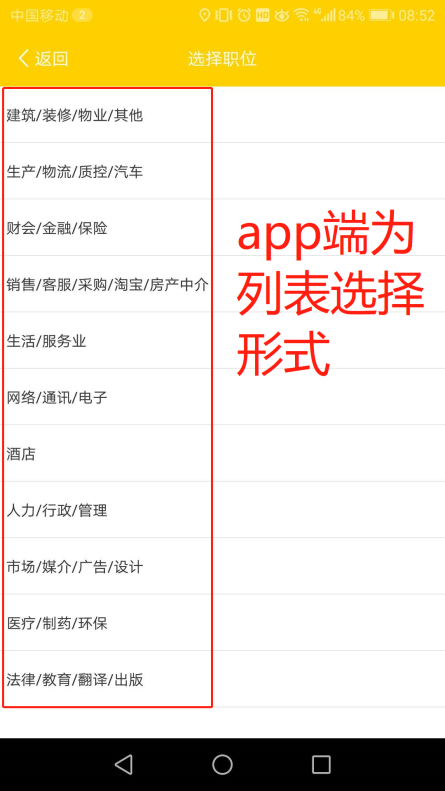 中国移动 2 HD 46 84% 08:52
返回 选择职位
建筑/装修/物业/其他
生产/物流/质控/汽车
财会/金融/保险
销售/客服/采购/淘宝/房产中介
生活/服务业
网络/通讯/电子
酒店
人力/行政/管理
市场/媒介/广告/设计
医疗/制药/环保
法律/教育/翻译/出版
app端为
列表选择
形式